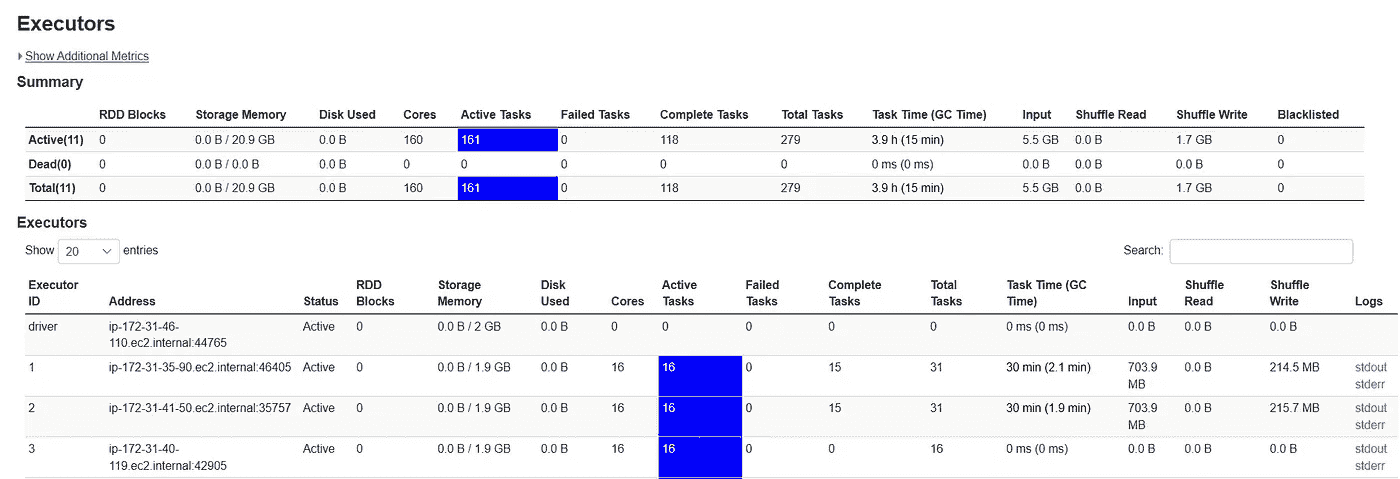 Executors
Show Additional Metrics
Summary
RDD Blocks Storage Memory Disk Used Cores Active Tasks Failed Tasks Complete Tasks Total Tasks Task Time (GC Time) Input Shuffle Read Shuffle Write Blacklisted
Active(11) 0 0.0 B / 20.9 GB 0.0 B 160 161 0 118 279 3.9 h (15 min) 5.5 GB 0.0 B 1.7 GB 0
Dead(0) 0 0.0 B / 0.0 B 0.0 B 0 0 0 0 0 0 ms (0 ms) 0.0 B 0.0 B 0.0 B 0
Total(11) 0 0.0 B / 20.9 GB 0.0 B 160 161 0 118 279 3.9 h (15 min) 5.5 GB 0.0 B 1.7 GB 0
Executors
Show 20 entries Search:
Executor RDD Storage Disk Active Failed Complete Total Task Time (GC Shuffle Shuffle
ID Address Status Blocks Memory Used Cores Tasks Tasks Tasks Tasks Time) Input Read Write Logs
driver ip-172-31-46- Active 0 0.0 B / 2 GB 0.0 B 0 0 0 0 0 0 ms (0 ms) 0.0 B 0.0 B 0.0 B
110.ec2.internal:44765
1 ip-172-31-35-90.ec2.internal:46405 Active 0 0.0 B / 1.9 GB 0.0 B 16 16 0 15 31 30 min (2.1 min) 703.9 0.0 B 214.5 MB stdout
MB stderr
2 ip-172-31-41-50.ec2.internal:35757 Active 0 0.0 B / 1.9 GB 0.0 B 16 16 0 15 31 30 min (1.9 min) 703.9 0.0 B 215.7 MB stdout
MB stderr
3 ip-172-31-40- Active 0 0.0 B / 1.9 GB 0.0 B 16 16 0 0 16 0 ms (0 ms) 0.0 B 0.0 B 0.0 B stdout
119.ec2.internal:42905 stderr